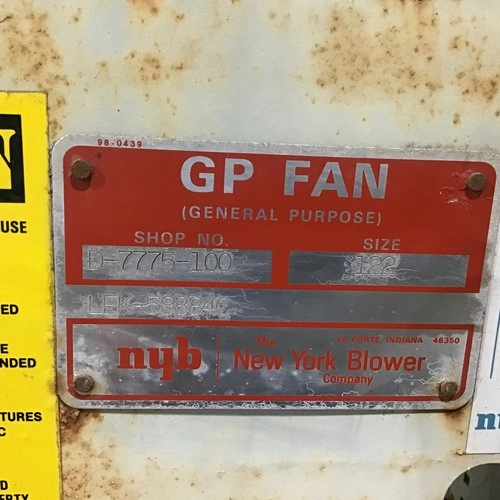 98-0439
GP FAN
(GENERAL PURPOSE)
SHOP NO.
SIZE
D-7775-100
122
LA PORTE, INDIANA 46350
nyb
The
New York Blower
Company
USE
ED
E
NDED
TURES
C
D
ERTY